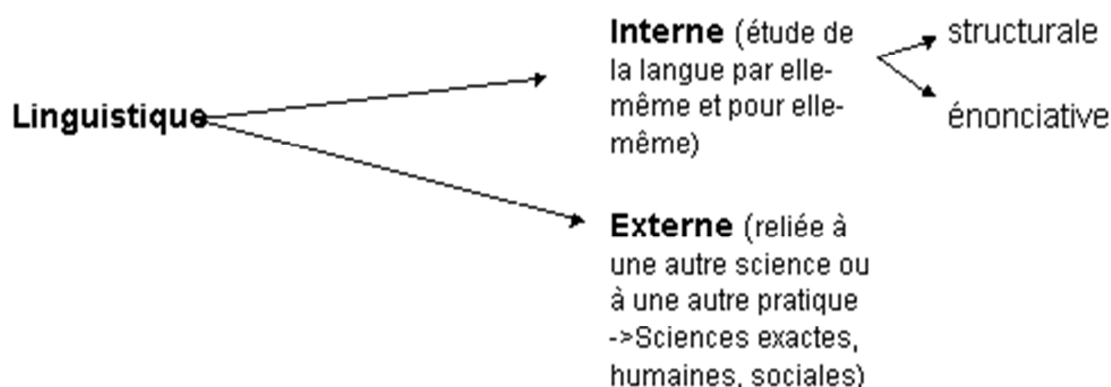 Linguistique
Interne (étude de
la langue par elle-
même et pour elle-
même)
structurale
énonciative
Externe (reliée à
une autre science ou
à une autre pratique
->Sciences exactes,
humaines, sociales)